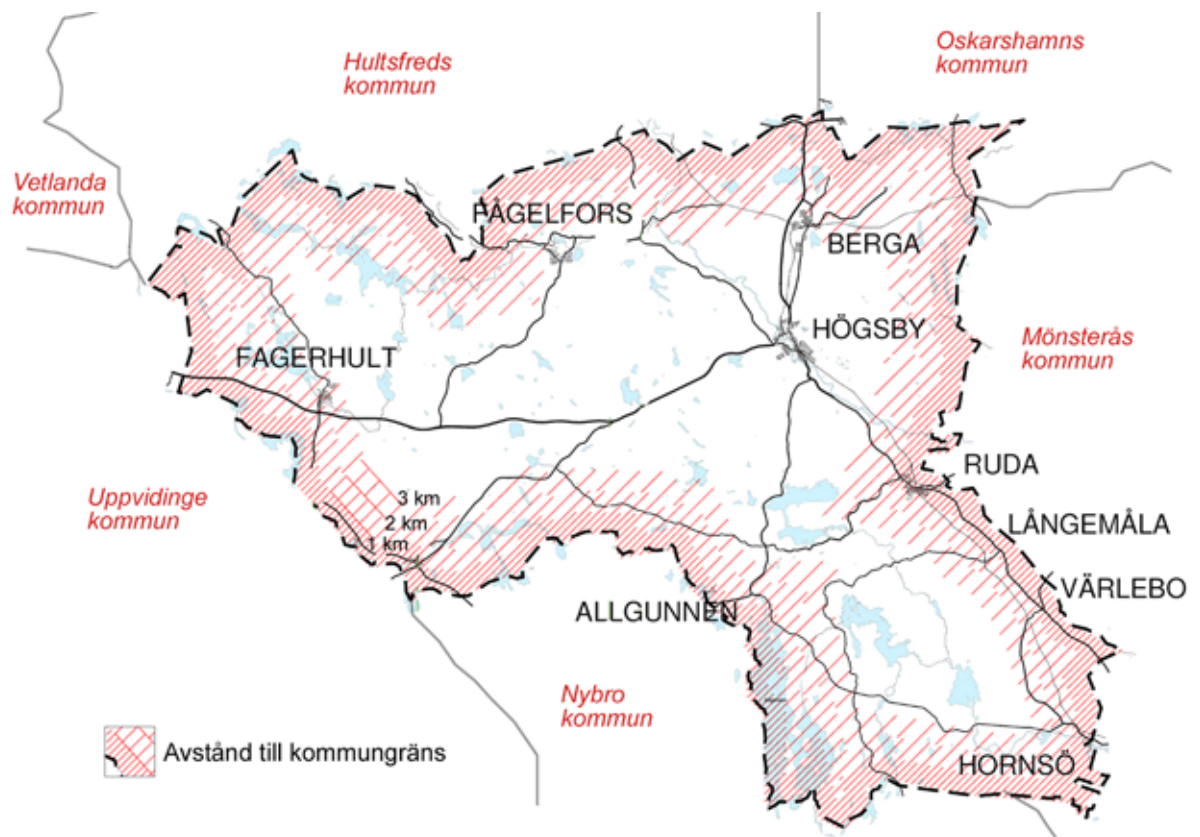 Oskarshamns
kommun
Hultsfreds
kommun
Vetlanda
kommun
FÅGELFORS
BERGA
HÖGSBY
Mönsterås
kommun
FAGERHULT
RUDA
Uppvidinge
kommun
3 km
2 km
1 km
LÅNGEMÅLA
VÄRLEBO
ALLGUNNEN
Nybro
kommun
Avstånd till kommungräns
HORNSÖ